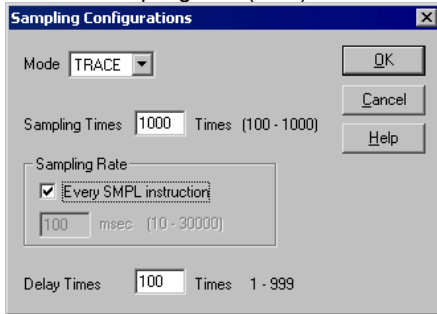 Sampling Configurations
Mode TRACE
OK
Cancel
Sampling Times 1000 Times (100 - 1000)
Help
Sampling Rate
Every SMPL instruction
100 msec (10 - 30000)
Delay Times 100 Times 1 - 999